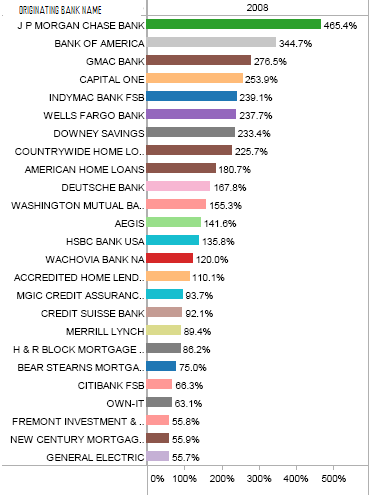 ORIGINATING BANK NAME 2008
J P MORGAN CHASE BANK 465.4%
BANK OF AMERICA 344.7%
GMAC BANK 276.5%
CAPITAL ONE 253.9%
INDYMAC BANK FSB 239.1%
WELLS FARGO BANK 237.7%
DOWNEY SAVINGS 233.4%
COUNTRYWIDE HOME LO.. 225.7%
AMERICAN HOME LOANS 180.7%
DEUTSCHE BANK 167.8%
WASHINGTON MUTUAL BA.. 155.3%
AEGIS 141.6%
HSBC BANK USA 135.8%
WACHOVIA BANK NA 120.0%
ACCREDITED HOME LEND.. 110.1%
MGIC CREDIT ASSURANC.. 93.7%
CREDIT SUISSE BANK 92.1%
MERRILL LYNCH 89.4%
H & R BLOCK MORTGAGE .. 86.2%
BEAR STEARNS MORTGA.. 75.0%
CITIBANK FSB 66.3%
OWN-IT 63.1%
FREMONT INVESTMENT & .. 55.8%
NEW CENTURY MORTGAG.. 55.9%
GENERAL ELECTRIC 55.7%
0% 100% 200% 300% 400% 500%